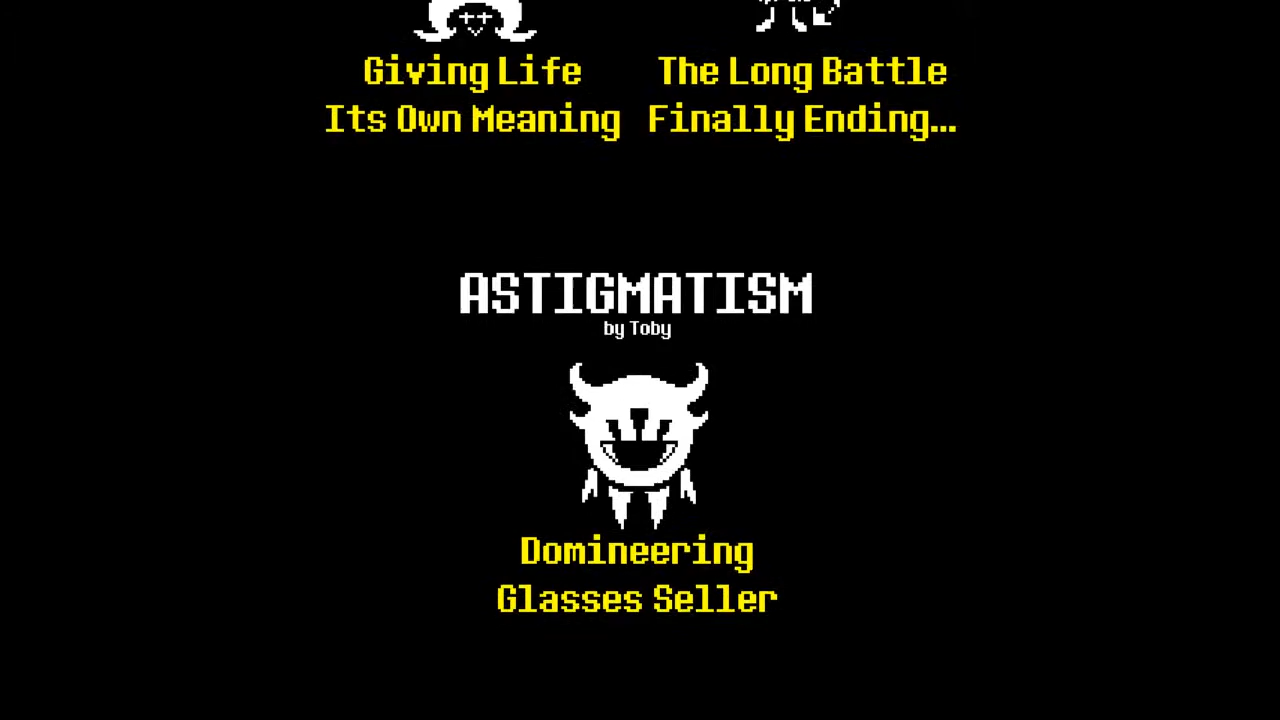 Giving Life The Long Battle
Its Own Meaning Finally Ending...
ASTIGMATISM
by Toby
Domineering
Glasses Seller